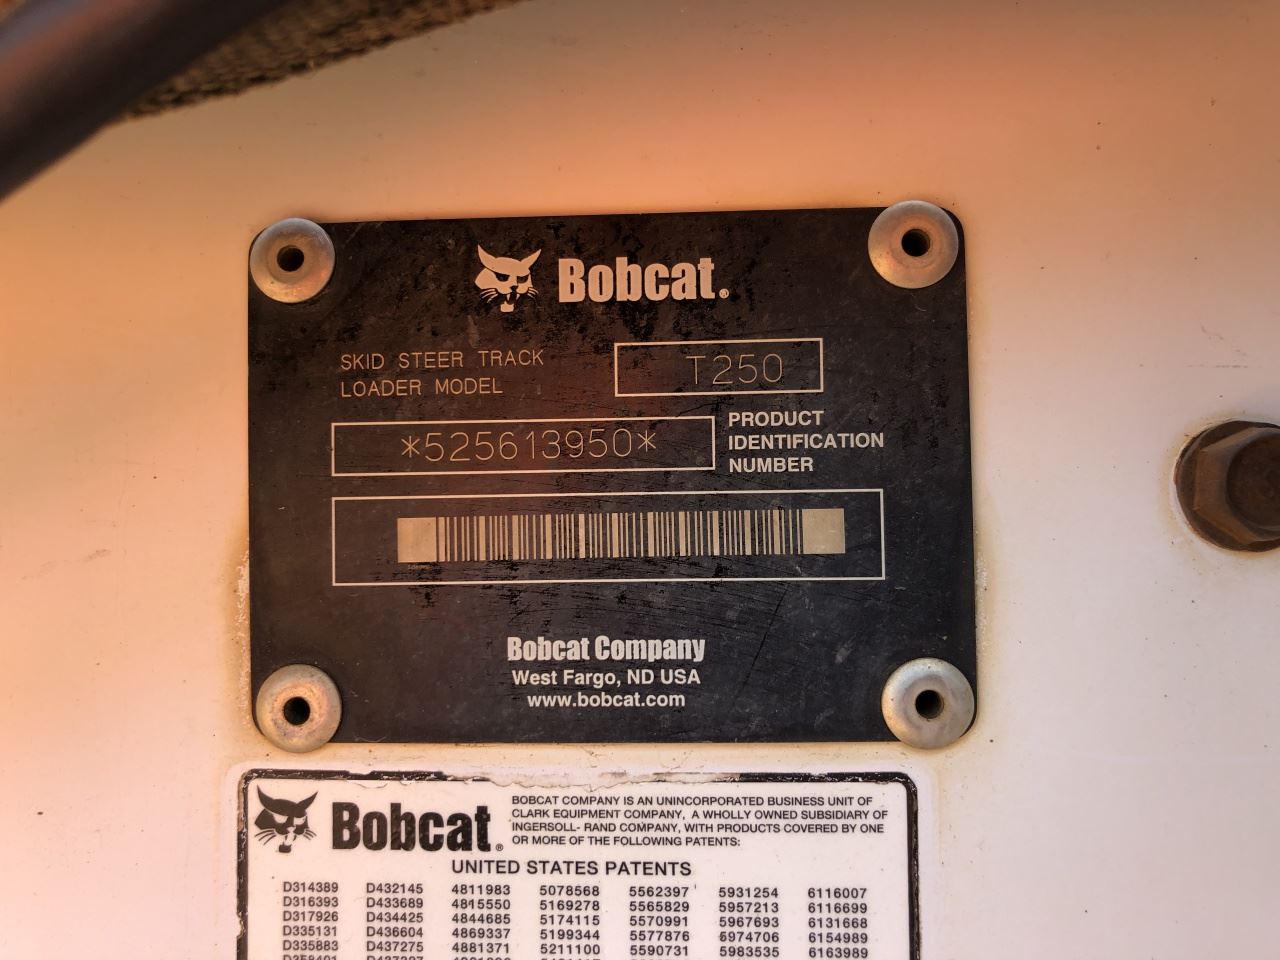 Bobcat®
SKID STEER TRACK
LOADER MODEL
T250
*525613950*
PRODUCT
IDENTIFICATION
NUMBER
Bobcat Company
West Fargo, ND USA
www.bobcat.com
Bobcat®
BOBCAT COMPANY IS AN UNINCORPORATED BUSINESS UNIT OF
CLARK EQUIPMENT COMPANY, A WHOLLY OWNED SUBSIDIARY OF
INGERSOLL- RAND COMPANY, WITH PRODUCTS COVERED BY ONE
OR MORE OF THE FOLLOWING PATENTS:
UNITED STATES PATENTS
D314389 D432145 4811983 5078568 5562397 5931254 6116007
D316393 D433689 4815550 5169278 5565829 5957213 6116699
D317926 D434425 4844685 5174115 5570991 5967693 6131668
D335131 D436604 4869337 5199344 5577876 5974706 6154989
D335883 D437275 4881371 5211100 5590731 5983535 6163989